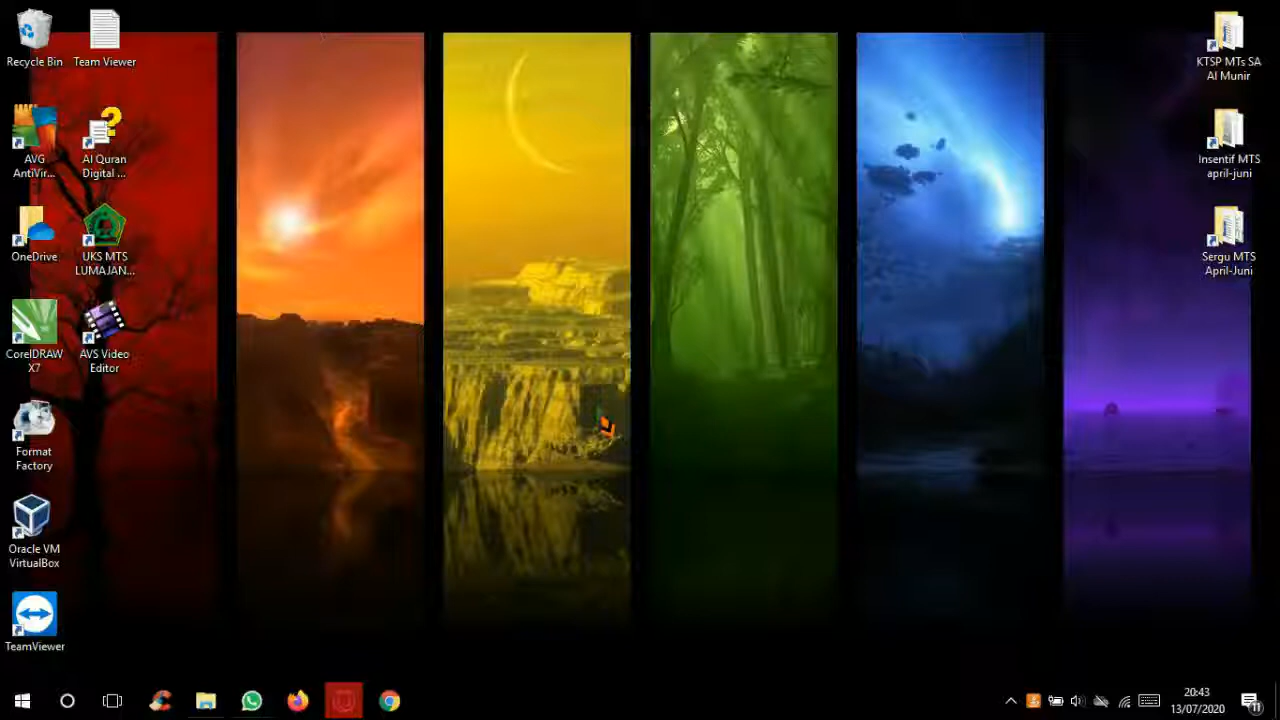 Recycle Bin
Team Viewer
AVG
AntiVir...
Al Quran
Digital ...
OneDrive
UKS MTS
LUMAJAN...
CorelDRAW
X7
AVS Video
Editor
Format
Factory
Oracle VM
VirtualBox
TeamViewer
KTSP MTs SA
Al Munir
Insentif MTS
april-juni
Sergu MTS
April-Juni
20:43
13/07/2020
11